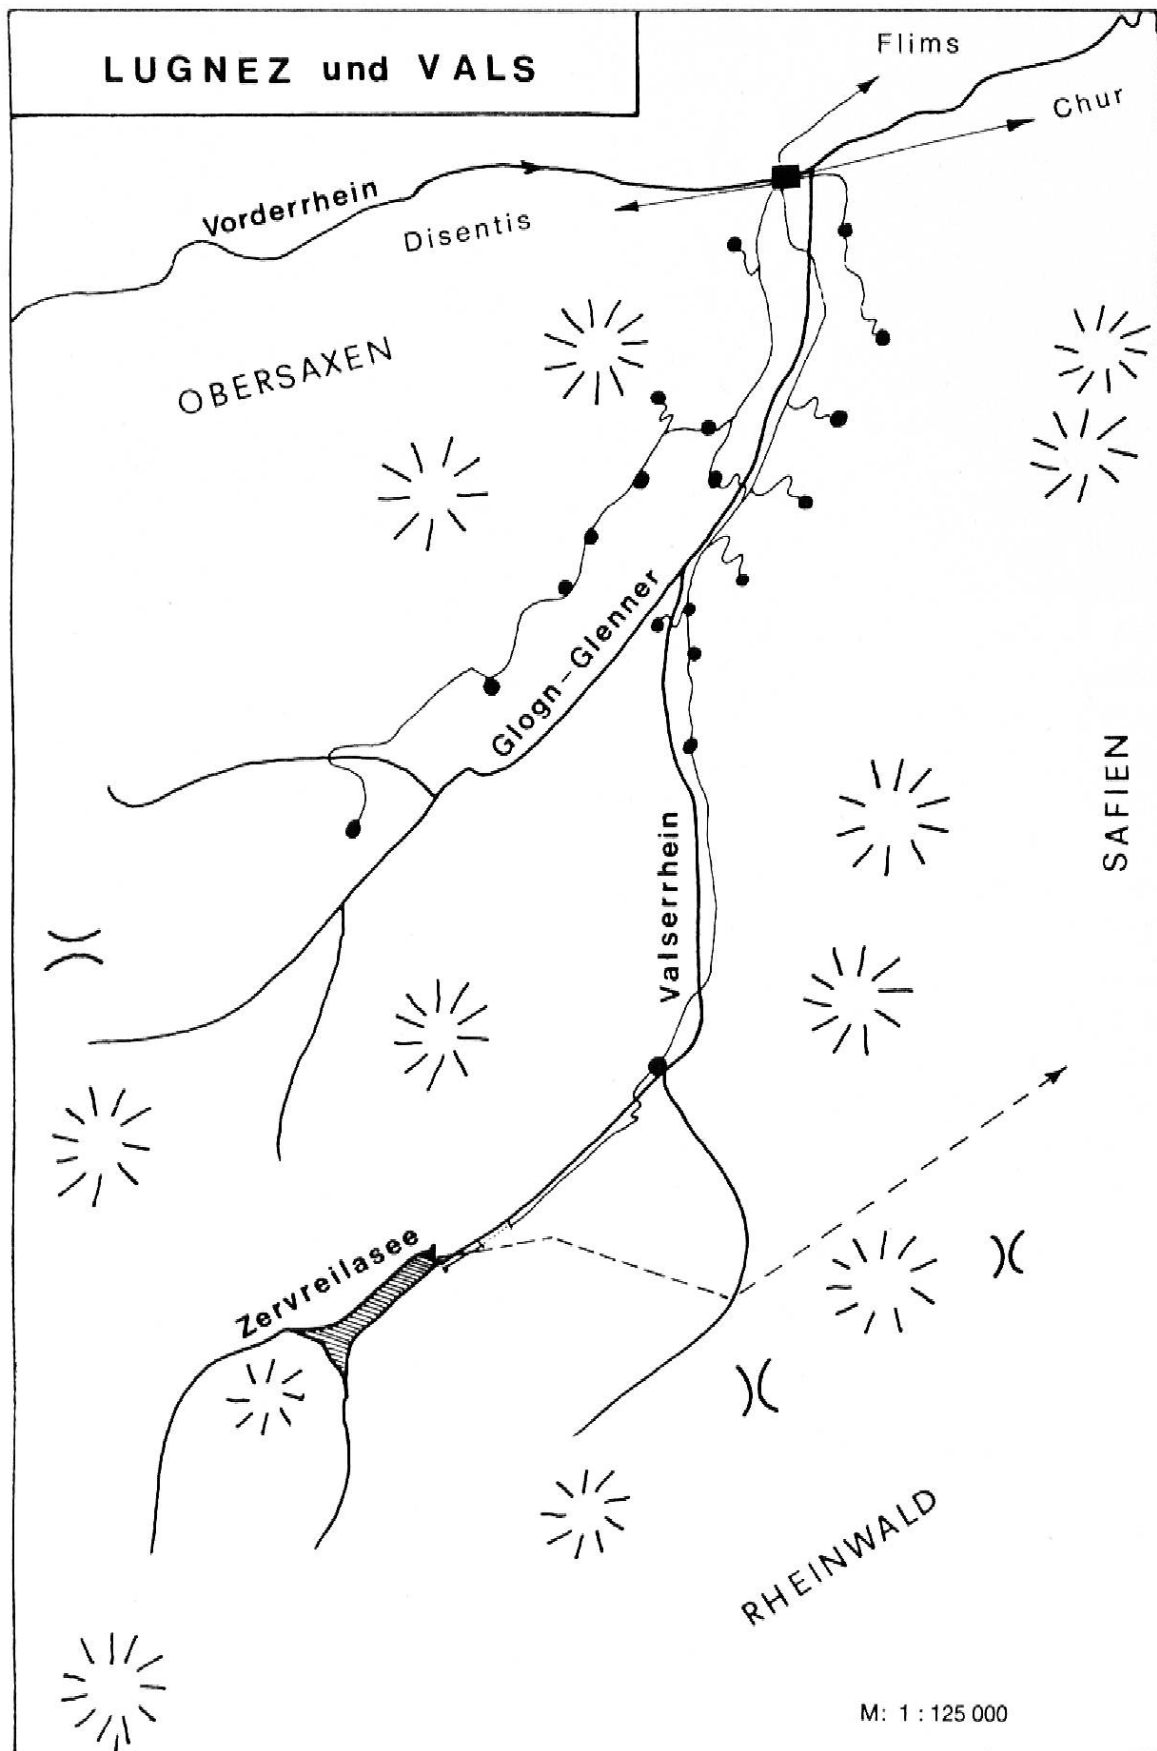 LUGNEZ und VALS
Flims
Chur
Vorderrhein
Disentis
OBERSAXEN
Glogn-Glenner
SAFIEN
Valserrhein
Zervreilasee
RHEINWALD
M: 1 : 125 000